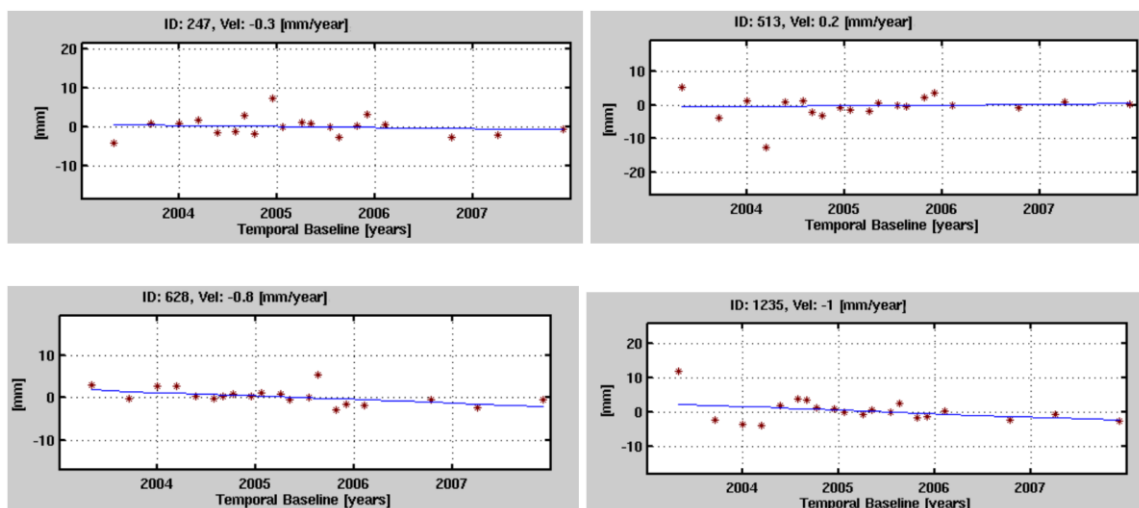 ID: 247, Vel: -0.3 [mm/year]
20
10
0
-10
[mm]
2004 2005 2006 2007
Temporal Baseline [years]
ID: 513, Vel: 0.2 [mm/year]
10
0
-10
-20
[mm]
2004 2005 2006 2007
Temporal Baseline [years]
ID: 628, Vel: -0.8 [mm/year]
10
0
-10
[mm]
2004 2005 2006 2007
Temporal Baseline [years]
ID: 1235, Vel: -1 [mm/year]
20
10
0
-10
[mm]
2004 2005 2006 2007
Temporal Baseline [years]